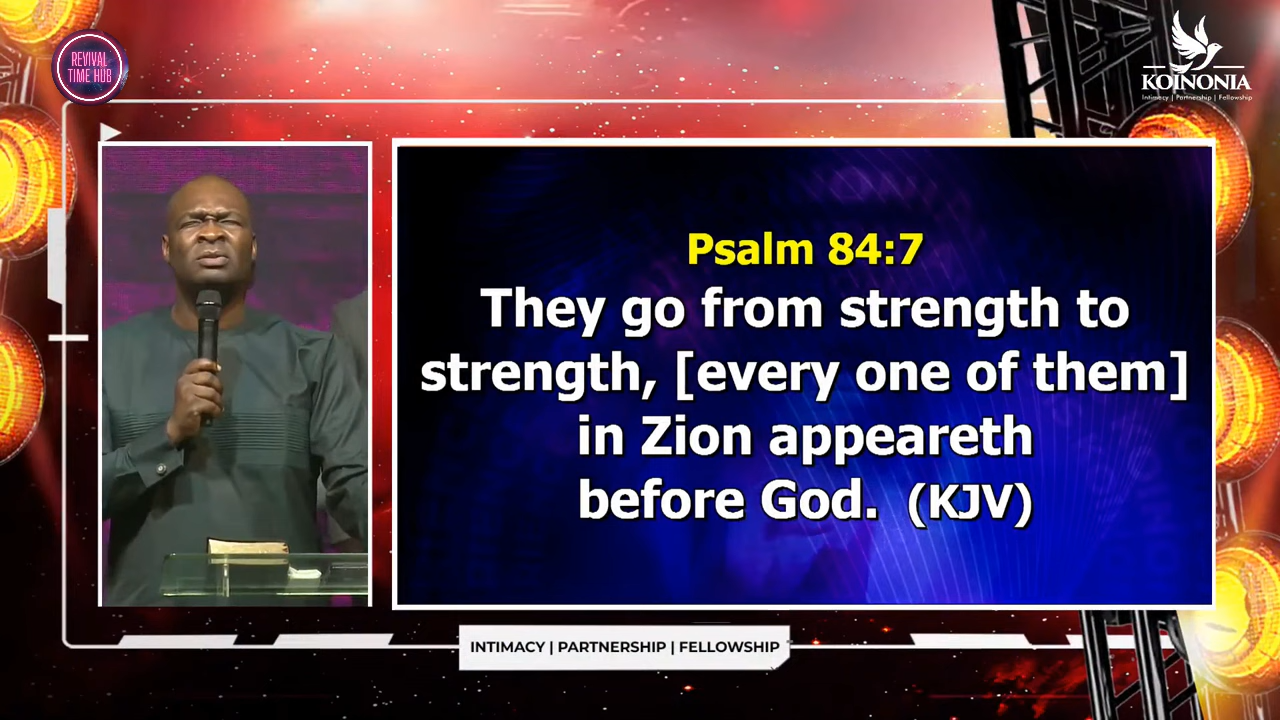 REVIVAL
TIME HUB
KOINONIA
Intimacy | Partnership | Fellowship
Psalm 84:7
They go from strength to
strength, [every one of them]
in Zion appeareth
before God. (KJV)
INTIMACY | PARTNERSHIP | FELLOWSHIP